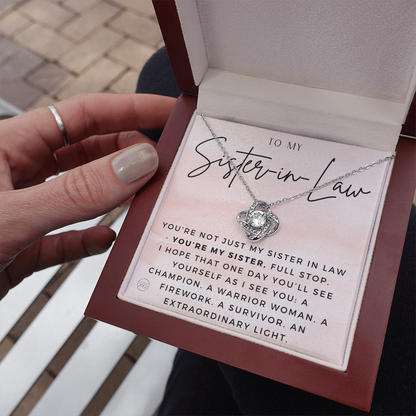 TO MY
Sister-in-Law
YOU'RE NOT JUST MY SISTER IN LAW
- YOU'RE MY SISTER, FULL STOP.
I HOPE THAT ONE DAY YOU'LL SEE
YOURSELF AS I SEE YOU: A
CHAMPION, A WARRIOR WOMAN, A
FIREWORK, A SURVIVOR, AN
EXTRAORDINARY LIGHT.